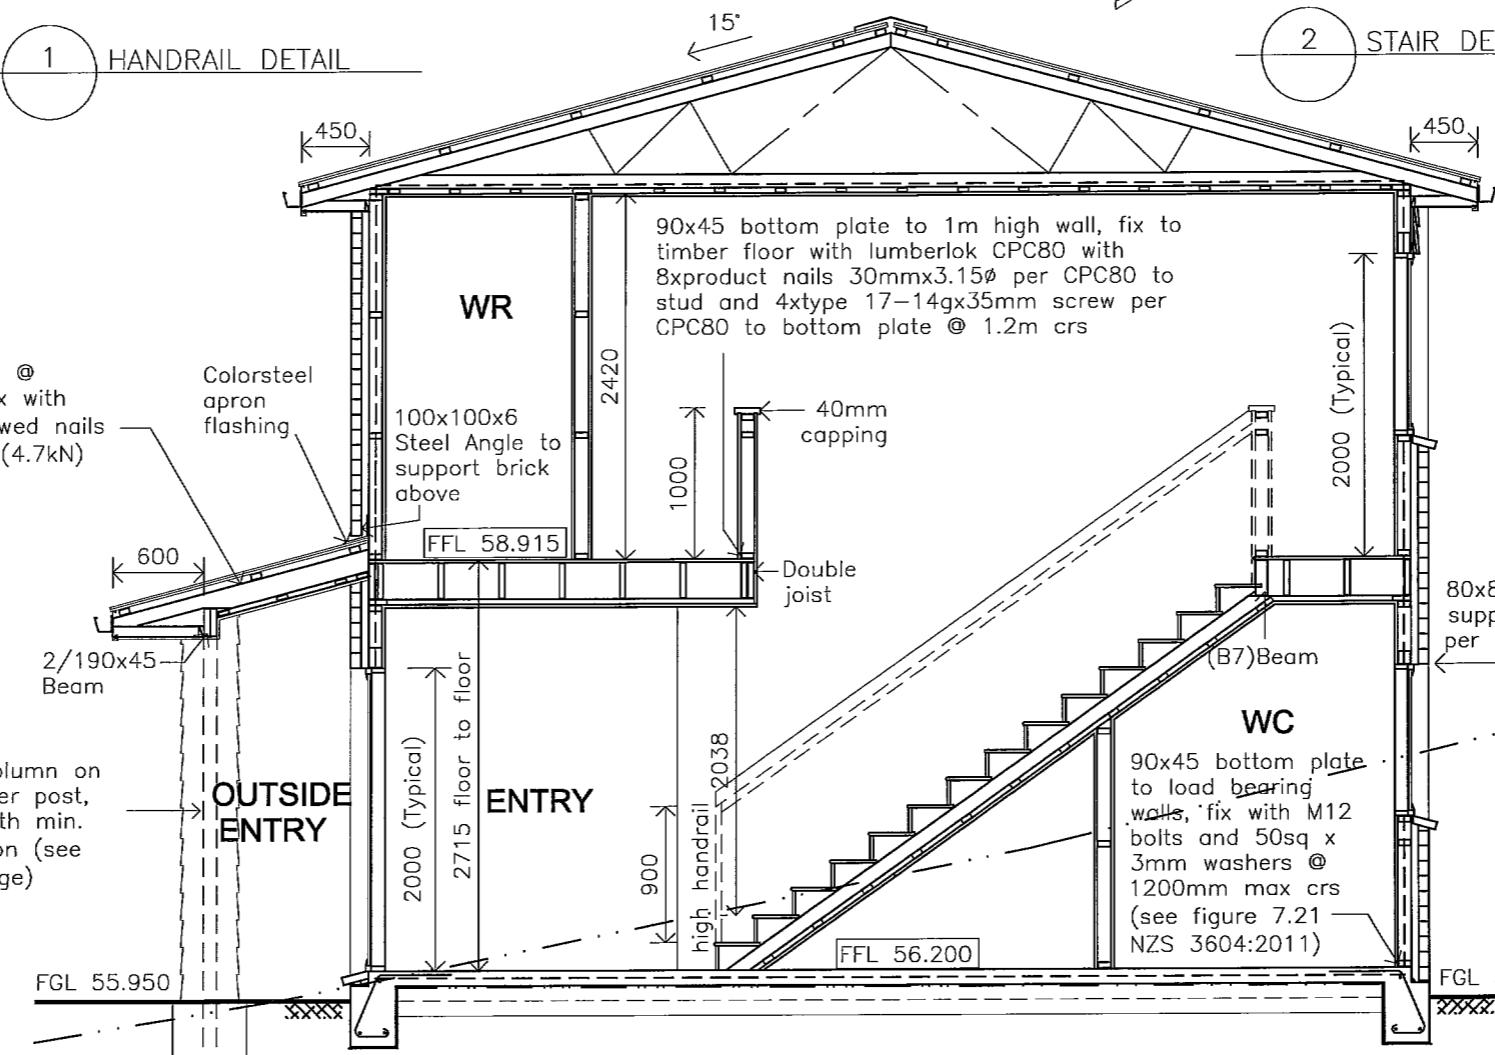 1 HANDRAIL DETAIL
15°
2 STAIR DE
450
450
90x45 bottom plate to 1m high wall, fix to
timber floor with lumberlok CPC80 with
8xproduct nails 30mmx3.15ø per CPC80 to
stud and 4xtype 17-14gx35mm screw per
CPC80 to bottom plate @ 1.2m crs
WR
2420
2000 (Typical)
@
x with
wed nails
(4.7kN)
Colorsteel
apron
flashing
100x100x6
Steel Angle to
support brick
above
1000
40mm
capping
FFL 58.915
600
Double
joist
80x8
supp
per
2/190x45
Beam
(B7)Beam
2000 (Typical)
2715 floor to floor
2038
900
high handrail
WC
90x45 bottom plate
to load bearing
walls, fix with M12
bolts and 50sq x
3mm washers @
1200mm max crs
(see figure 7.21
NZS 3604:2011)
olumn on
er post,
th min.
on (see
ge)
OUTSIDE
ENTRY
ENTRY
FFL 56.200
FGL 55.950
FGL